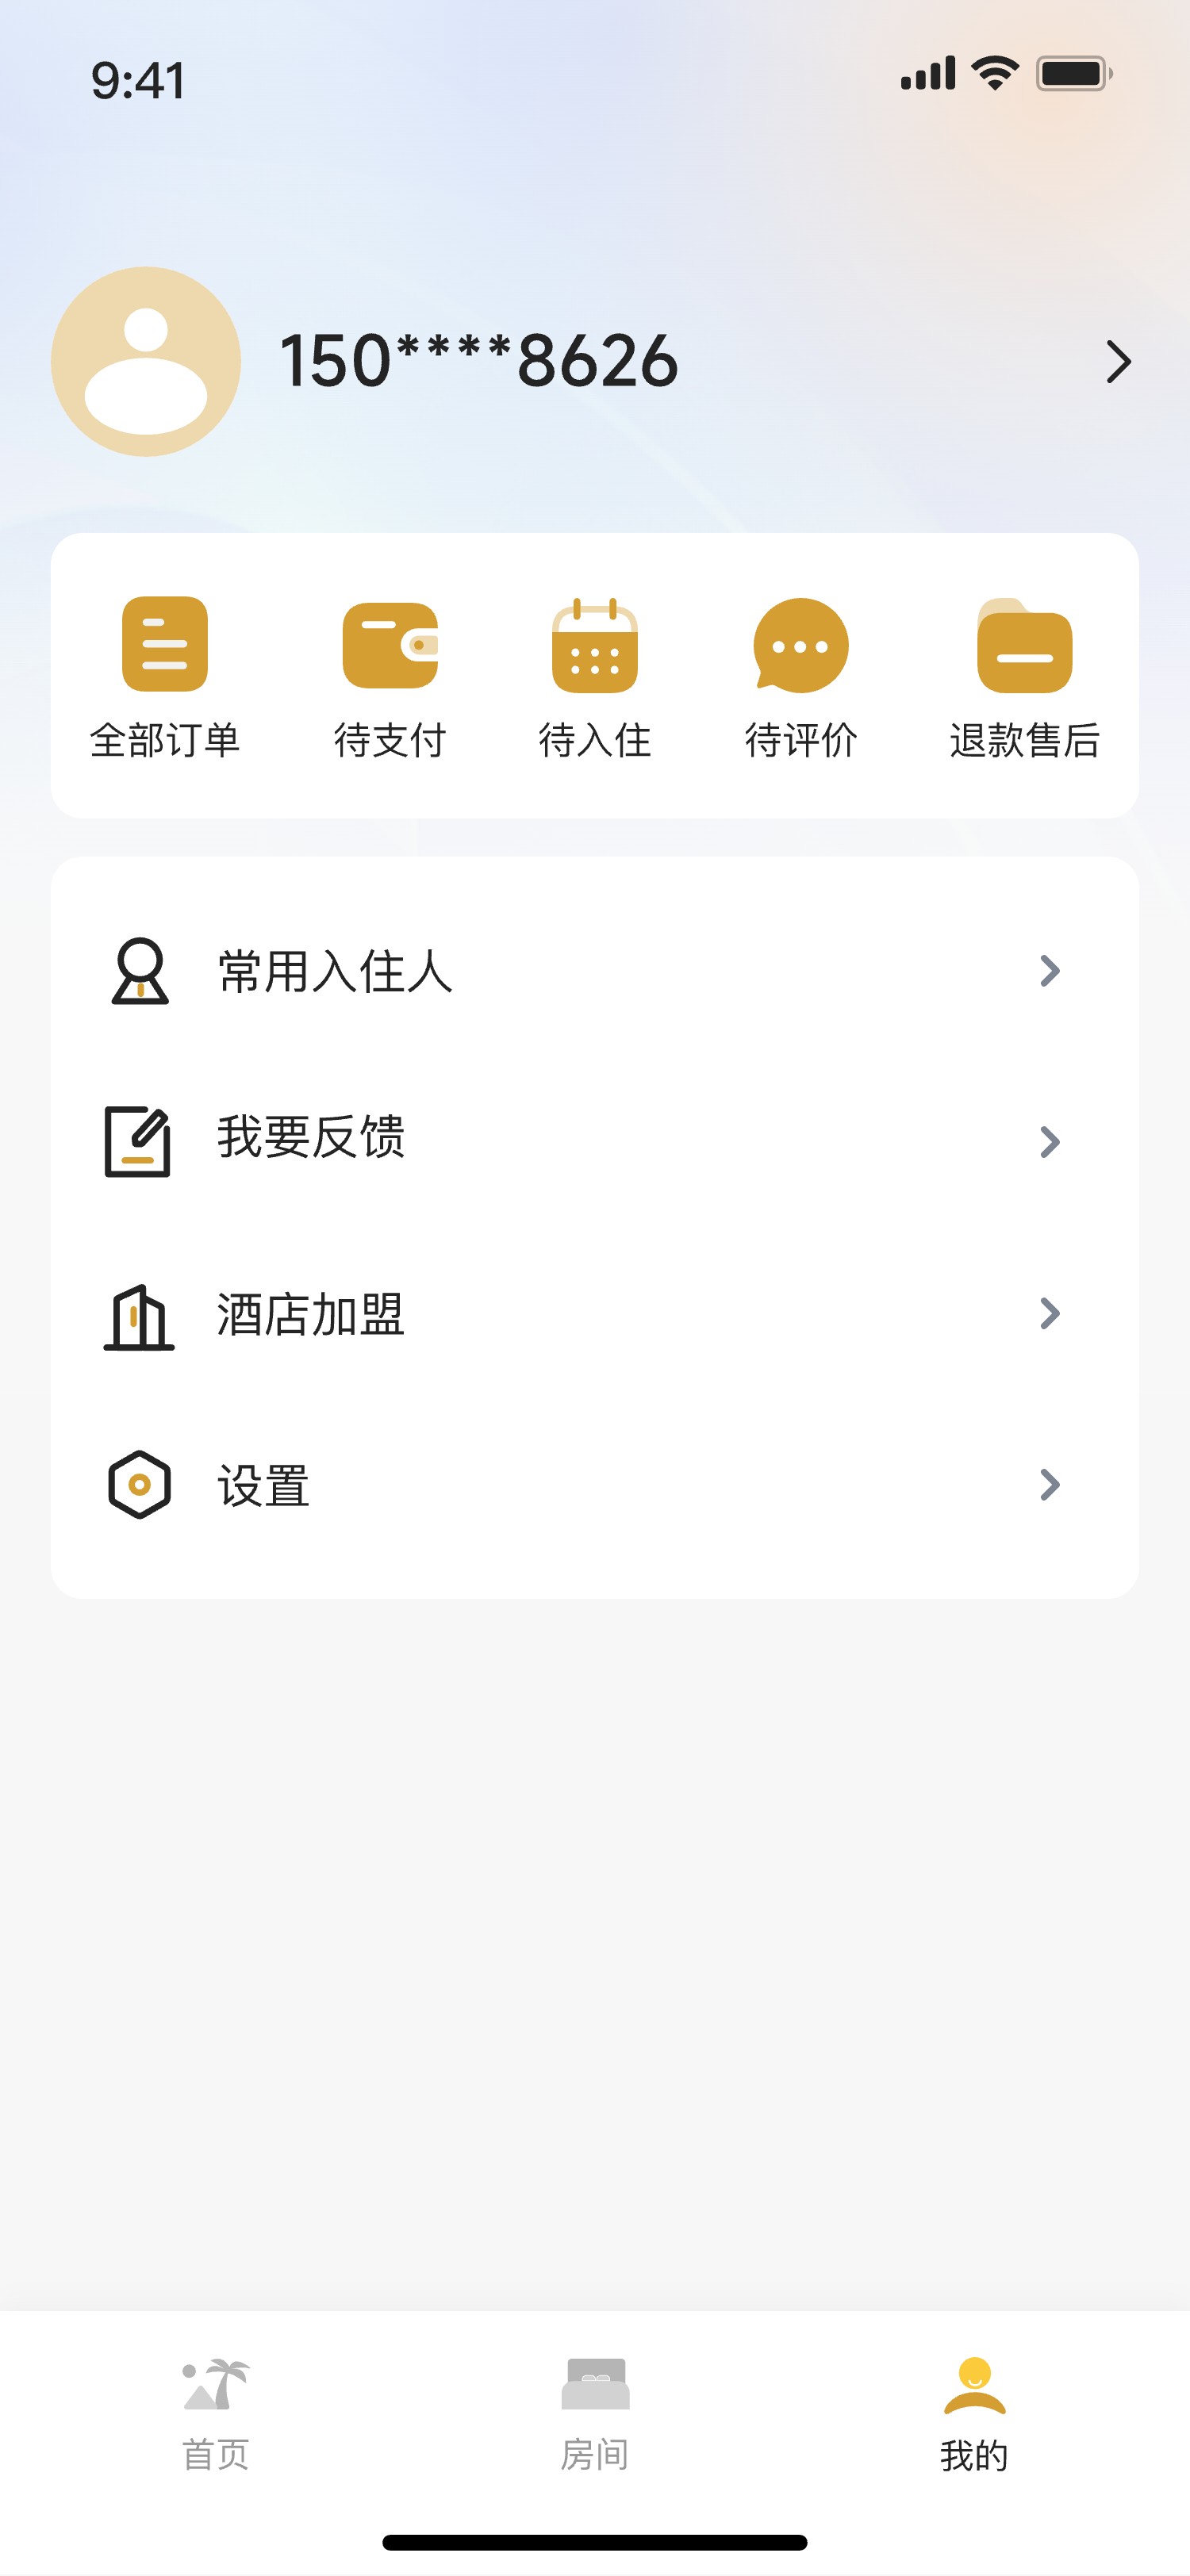 9:41
150****8626
全部订单 待支付 待入住 待评价 退款售后
常用入住人
我要反馈
酒店加盟
设置
首页 房间 我的